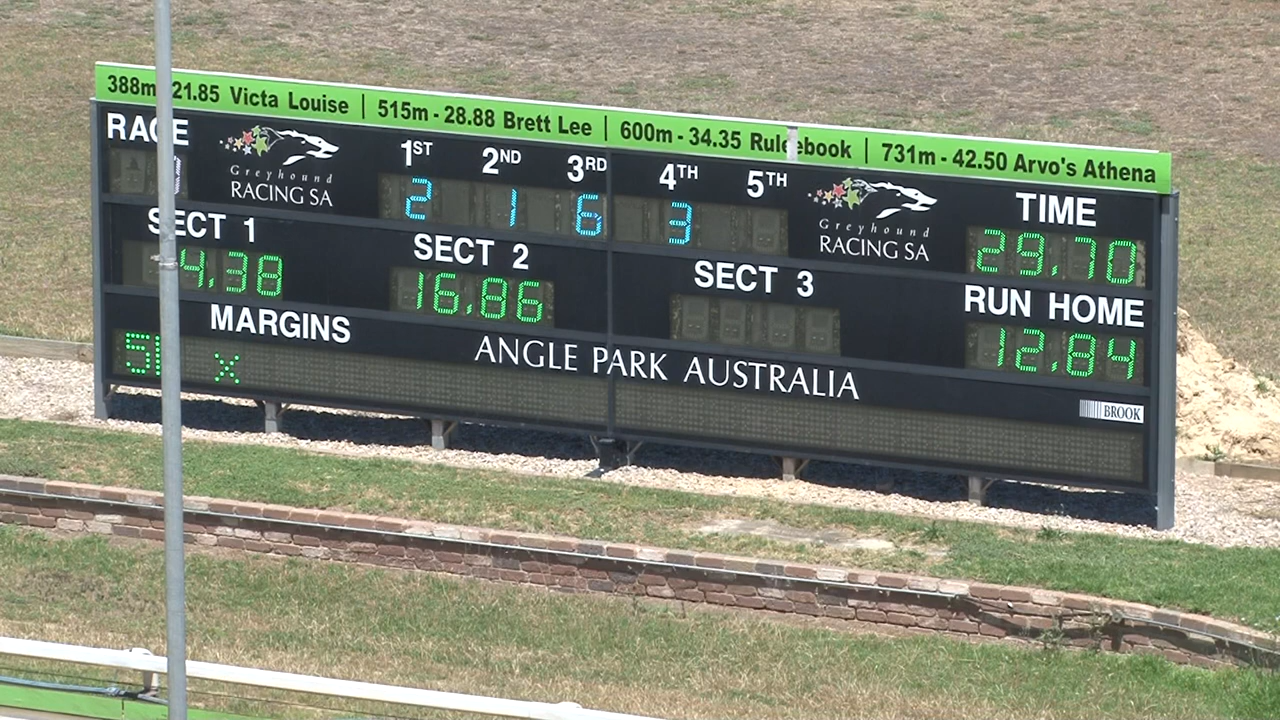 388m 21.85 Victa Louise | 515m - 28.88 Brett Lee | 600m - 34.35 Rulebook | 731m - 42.50 Arvo's Athena
RACE
Greyhound
RACING SA
1ST 2ND 3RD 4TH 5TH
2 1 6 3
Greyhound
RACING SA
TIME
29.70
SECT 1
4.38
SECT 2
16.86
SECT 3
RUN HOME
12.84
MARGINS
ANGLE PARK AUSTRALIA
BROOK